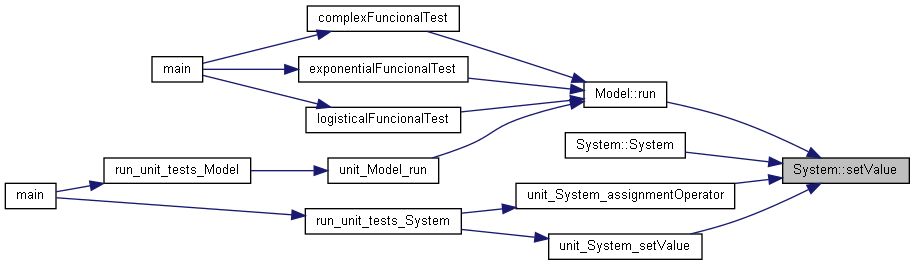 complexFuncionalTest
main
exponentialFuncionalTest
Model::run
logisticalFuncionalTest
System::System
run_unit_tests_Model
unit_Model_run
System::setValue
main
unit_System_assignmentOperator
run_unit_tests_System
unit_System_setValue